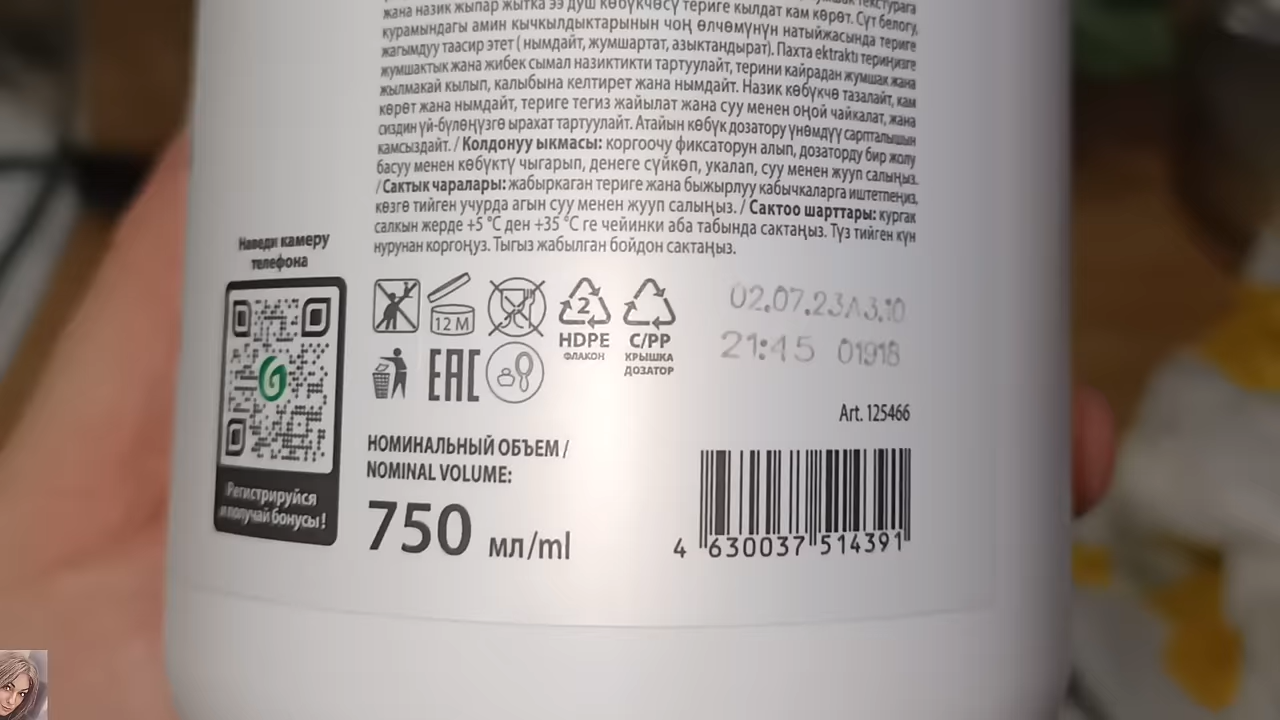 жана назик жыпар жытка ээ душ көбүкчөсү териге кылдат кам көрөт. Сүт белогу,
курамындагы амин кычкылдыктарынын чоң өлчөмүнүн натыйжасында териге
жагымдуу таасир этет ( нымдайт, жумшартат, азыктандырат). Пахта ektraktı териңизге
жумшактык жана жибек сымал назиктикти тартуулайт, терини кайрадан жумшак жана
жылмакай кылып, калыбына келтирет жана нымдайт. Назик көбүкчө тазалайт, кам
көрөт жана нымдайт, териге тегиз жайылат жана суу менен оңой чайкалат, жана
сиздин үй-бүлөңүзгө ырахат тартуулайт. Атайын көбүк дозатору үнөмдүү сарпталышын
камсыздайт. / Колдонуу ыкмасы: коргоочу фиксаторун алып, дозаторду бир жолу
басуу менен көбүктү чыгарып, денеге сүйкөп, укалап, суу менен жууп салыңыз.
/ Сактык чаралары: жабыркаган териге жана быжырлуу кабычкаларга иштетпеңиз,
көзгө тийген учурда агын суу менен жууп салыңыз. / Сактоо шарттары: кургак
салкын жерде +5 °С ден +35 °С ге чейинки аба табында сактаңыз. Түз тийген күн
нурунан коргоңуз. Тыгыз жабылган бойдон сактаңыз.
Наведи камеру
телефона
Регистрируйся
и получай бонусы!
12 М
2
HDPE
ФЛАКОН
C/PP
КРЫШКА
ДОЗАТОР
EAC
02.07.23Л3.10
21:45 01918
Art. 125466
НОМИНАЛЬНЫЙ ОБЪЕМ /
NOMINAL VOLUME:
750 мл/ml
4 630037 514391